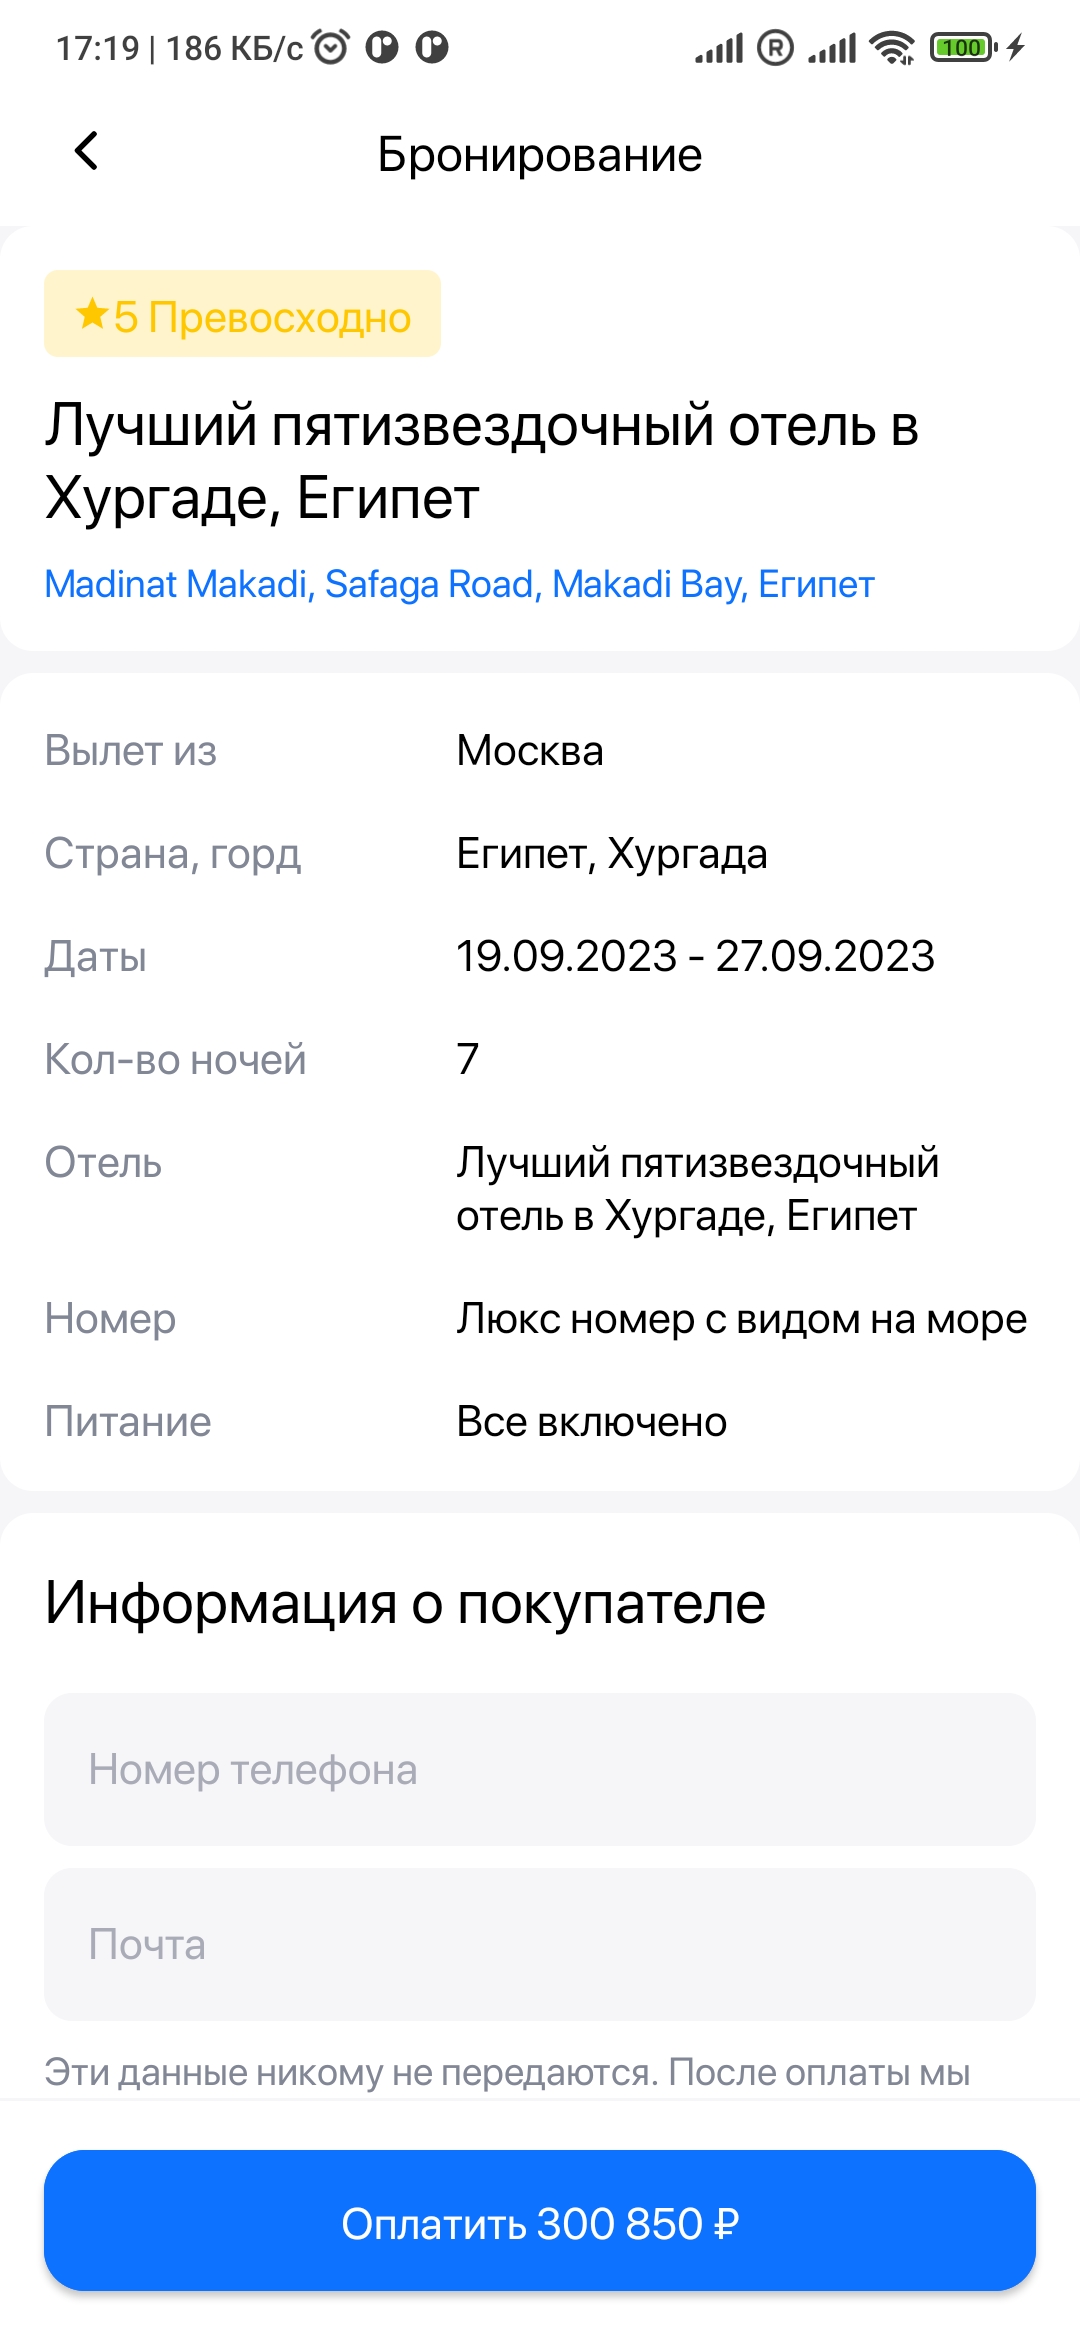 17:19 | 186 КБ/с
100
Бронирование
5 Превосходно
Лучший пятизвездочный отель в
Хургаде, Египет
Madinat Makadi, Safaga Road, Makadi Bay, Египет
Вылет из Москва
Страна, горд Египет, Хургада
Даты 19.09.2023 - 27.09.2023
Кол-во ночей 7
Отель Лучший пятизвездочный
отель в Хургаде, Египет
Номер Люкс номер с видом на море
Питание Все включено
Информация о покупателе
Номер телефона
Почта
Эти данные никому не передаются. После оплаты мы
Оплатить 300 850 ₽